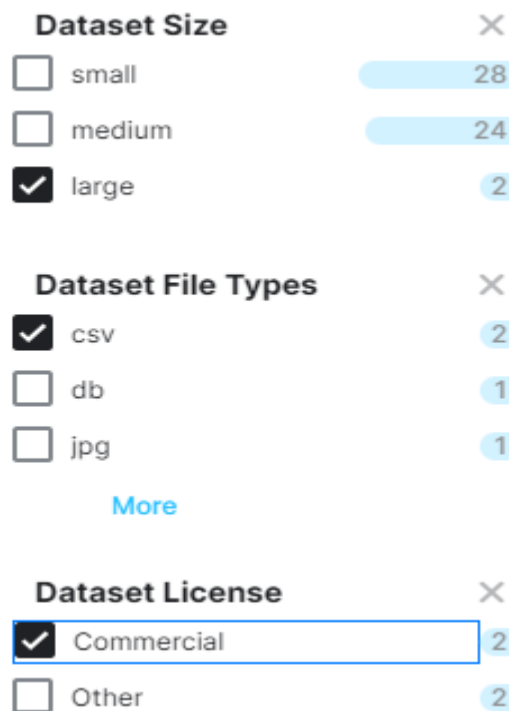 Dataset Size ×
small 28
medium 24
large 2
Dataset File Types ×
csv 2
db 1
jpg 1
More
Dataset License ×
Commercial 2
Other 2